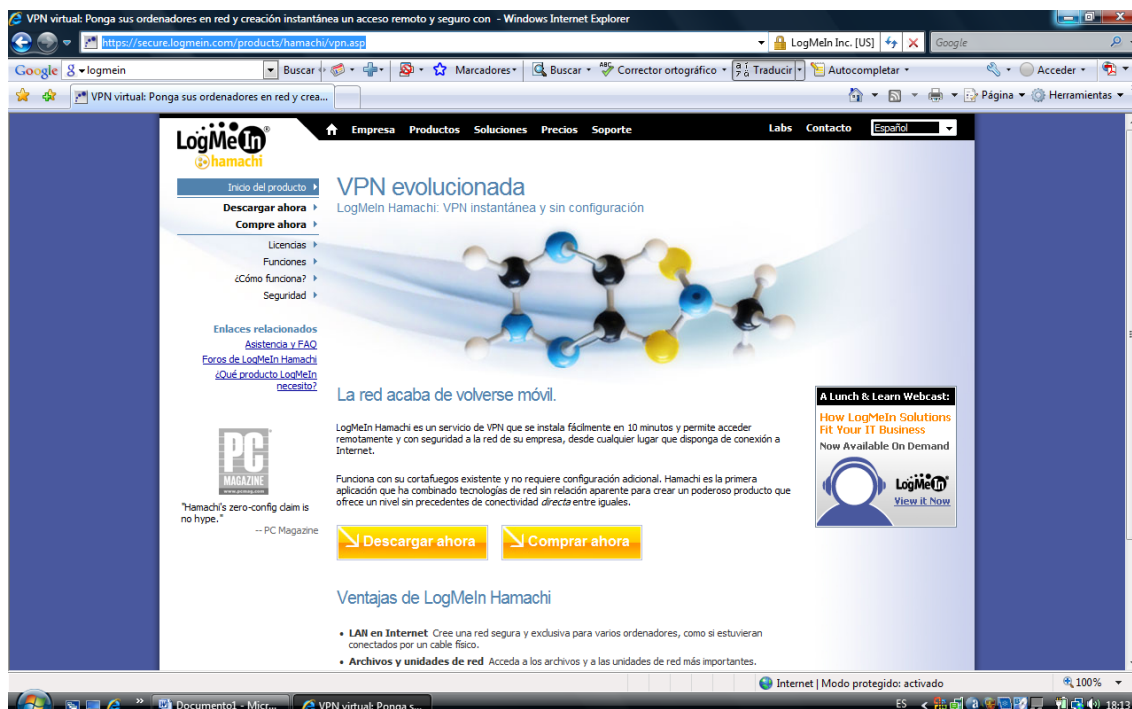 VPN virtual: Ponga sus ordenadores en red y creación instantánea un acceso remoto y seguro con - Windows Internet Explorer
https://secure.logmein.com/products/hamachi/vpn.asp
LogMeIn Inc. [US]
Google
Google
logmein
Buscar
Marcadores
Buscar
ABC
Corrector ortográfico
Traducir
Autocompletar
Acceder
VPN virtual: Ponga sus ordenadores en red y crea...
Página
Herramientas
LogMeIn®
hamachi
Empresa Productos Soluciones Precios Soporte
Labs Contacto Español
Inicio del producto
Descargar ahora
Compre ahora
Licencias
Funciones
¿Cómo funciona?
Seguridad
Enlaces relacionados
Asistencia y FAQ
Foros de LogMeIn Hamachi
¿Qué producto LogMeIn
necesito?
PC
MAGAZINE
www.pcmag.com
"Hamachi's zero-config claim is
no hype."
-- PC Magazine
VPN evolucionada
LogMeIn Hamachi: VPN instantánea y sin configuración
La red acaba de volverse móvil.
LogMeIn Hamachi es un servicio de VPN que se instala fácilmente en 10 minutos y permite acceder
remotamente y con seguridad a la red de su empresa, desde cualquier lugar que disponga de conexión a
Internet.
Funciona con su cortafuegos existente y no requiere configuración adicional. Hamachi es la primera
aplicación que ha combinado tecnologías de red sin relación aparente para crear un poderoso producto que
ofrece un nivel sin precedentes de conectividad directa entre iguales.
Descargar ahora
Comprar ahora
Ventajas de LogMeIn Hamachi
• LAN en Internet Cree una red segura y exclusiva para varios ordenadores, como si estuvieran
conectados por un cable físico.
• Archivos y unidades de red Acceda a los archivos y a las unidades de red más importantes.
A Lunch & Learn Webcast:
How LogMeIn Solutions
Fit Your IT Business
Now Available On Demand
LogMeIn®
View it Now
Internet | Modo protegido: activado
100%
Documento1 - Micr...
VPN virtual: Ponga s...
ES
18:13